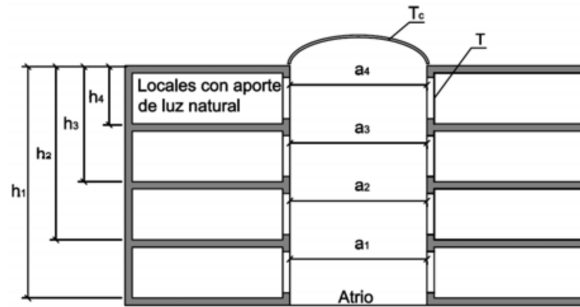 Tc
T
Locales con aporte
de luz natural
a4
h4
h3
a3
h2
a2
h1
a1
Atrio